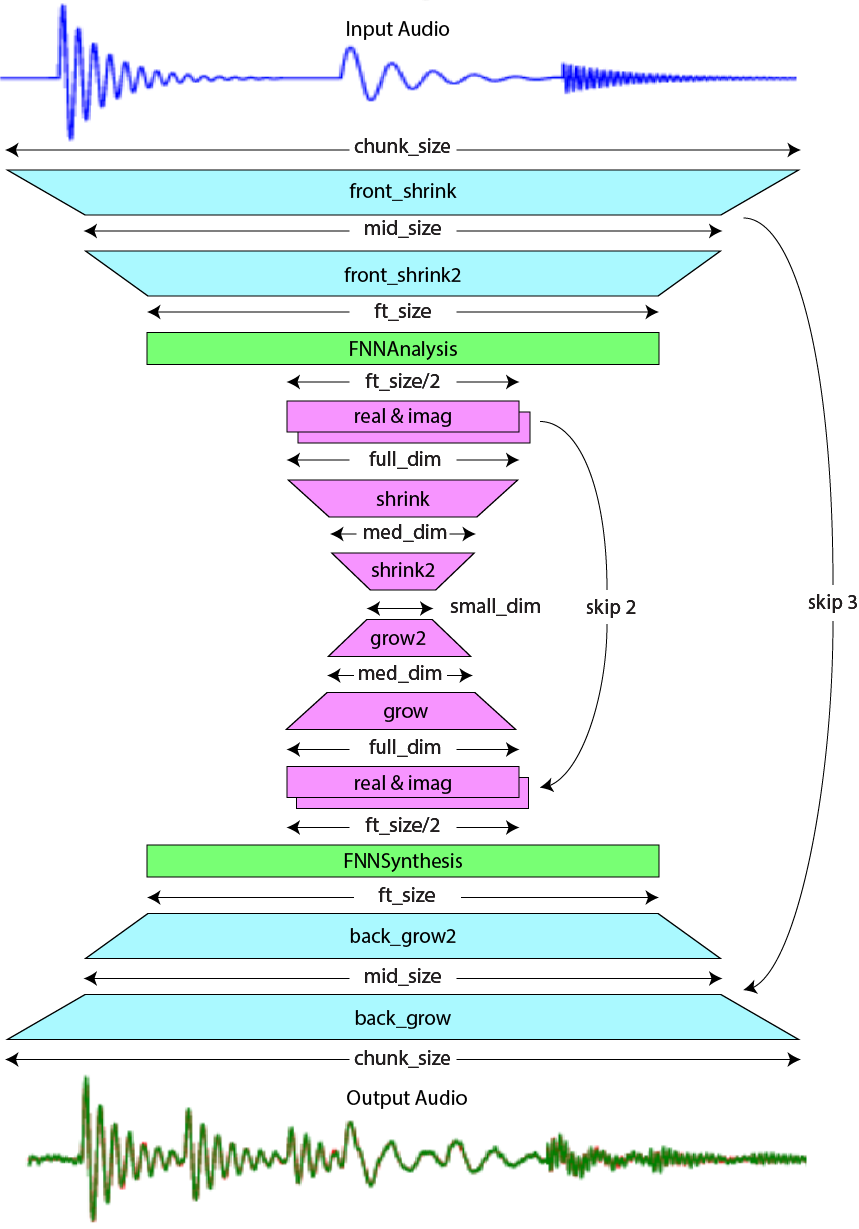 Input Audio
chunk_size
front_shrink
mid_size
front_shrink2
ft_size
FNNAnalysis
ft_size/2
real & imag
full_dim
shrink
med_dim
shrink2
small_dim
skip 2
skip 3
grow2
med_dim
grow
full_dim
real & imag
ft_size/2
FNNSynthesis
ft_size
back_grow2
mid_size
back_grow
chunk_size
Output Audio